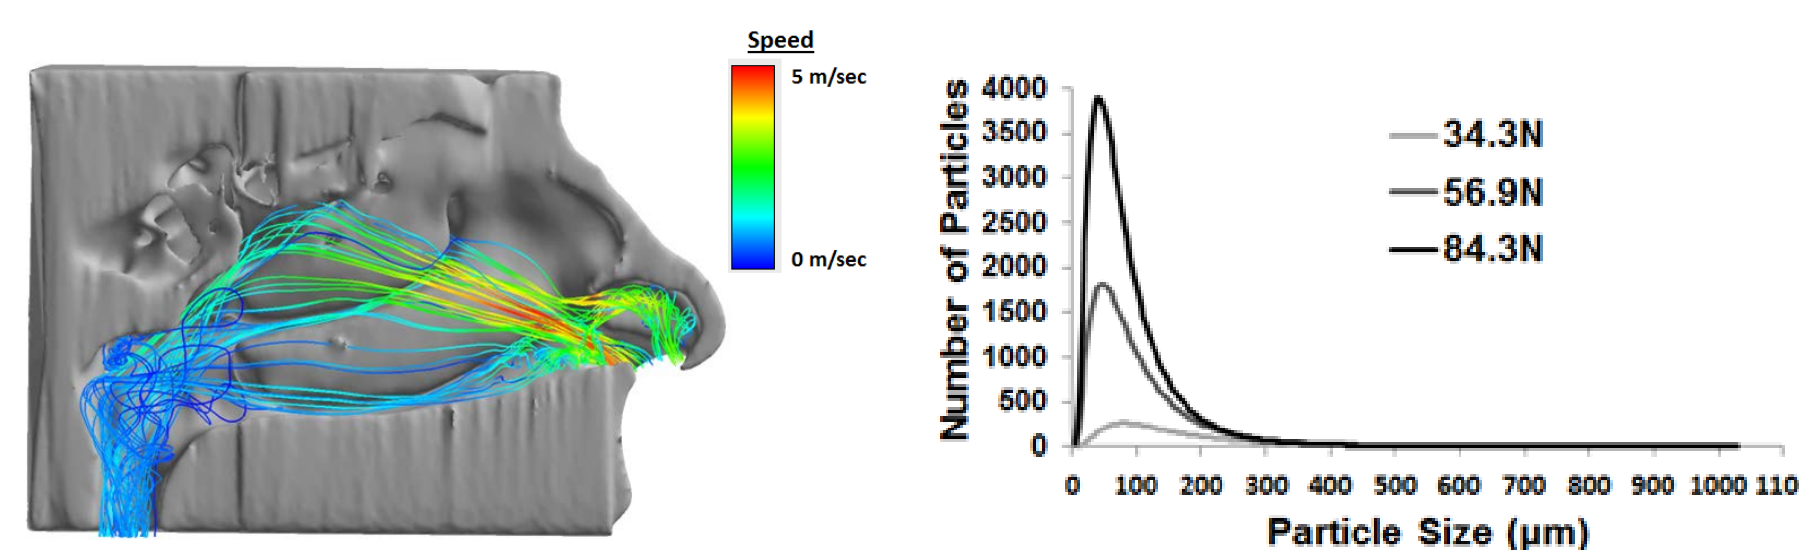 Speed
5 m/sec
0 m/sec
Number of Particles
4000
3500
3000
2500
2000
1500
1000
500
0
34.3N
56.9N
84.3N
0 100 200 300 400 500 600 700 800 900 1000 110
Particle Size (µm)